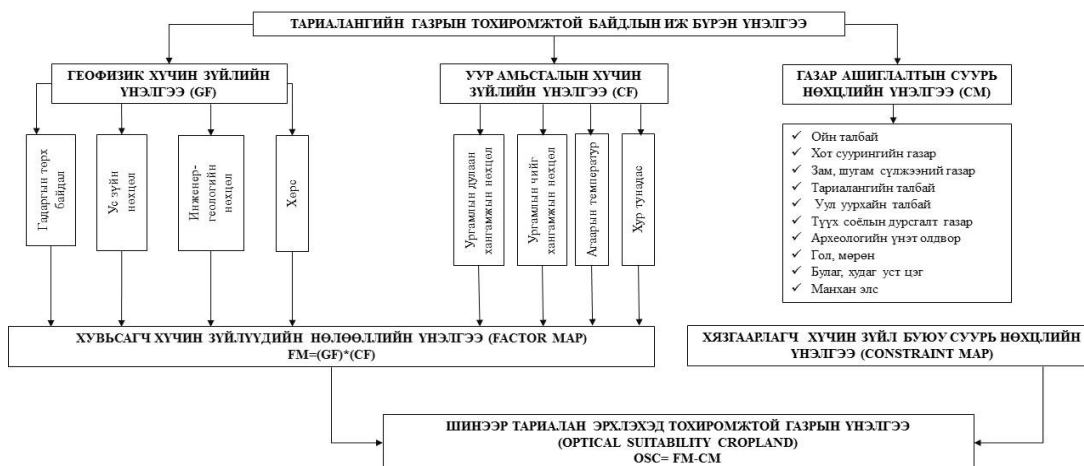 ТАРИАЛАНГИЙН ГАЗРЫН ТОХИРОМЖТОЙ БАЙДЛЫН ИЖ БҮРЭН ҮНЭЛГЭЭ
ГЕОФИЗИК ХҮЧИН ЗҮЙЛИЙН
ҮНЭЛГЭЭ (GF)
УУР АМЬСГАЛЫН ХҮЧИН
ЗҮЙЛИЙН ҮНЭЛГЭЭ (CF)
ГАЗАР АШИГЛАЛТЫН СУУРЬ
НӨХЦЛИЙН ҮНЭЛГЭЭ (CM)
Гадаргын төрх
байдал
Ус зүйн
нөхцөл
Инженер-
геологийн
нөхцөл
Хөрс
Ургамлын дулаан
хангамжын нөхцөл
Ургамлын чийг
хангамжын нөхцөл
Агаарын температур
Хур тунадас
✓ Ойн талбай
✓ Хот суурингийн газар
✓ Зам, шугам сүлжээний газар
✓ Тариалангийн талбай
✓ Уул уурхайн талбай
✓ Түүх соёлын дурсгалт газар
✓ Археологийн үнэт олдвор
✓ Гол, мөрөн
✓ Булаг, худаг уст цэг
✓ Манхан элс
ХУВЬСАГЧ ХҮЧИН ЗҮЙЛҮҮДИЙН НӨЛӨӨЛЛИЙН ҮНЭЛГЭЭ (FACTOR MAP)
FM=(GF)*(CF)
ХЯЗГААРЛАГЧ ХҮЧИН ЗҮЙЛ БУЮУ СУУРЬ НӨХЦЛИЙН
ҮНЭЛГЭЭ (CONSTRAINT MAP)
ШИНЭЭР ТАРИАЛАН ЭРХЛЭХЭД ТОХИРОМЖТОЙ ГАЗРЫН ҮНЭЛГЭЭ
(OPTICAL SUITABILITY CROPLAND)
OSC= FM-CM